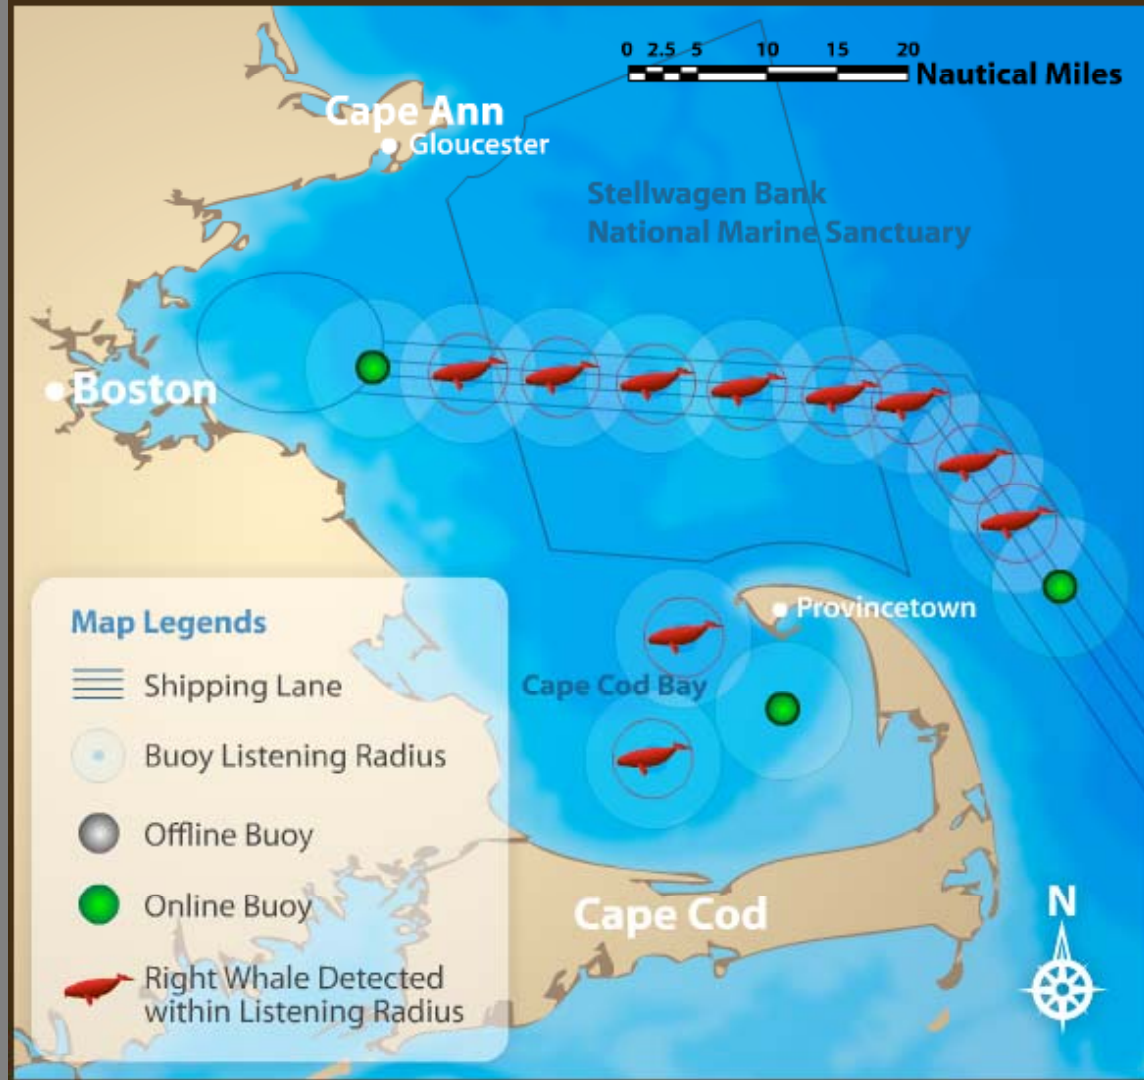 0 2.5 5 10 15 20
Nautical Miles
Cape Ann
Gloucester
Stellwagen Bank
National Marine Sanctuary
Boston
Provincetown
Cape Cod Bay
Cape Cod
N
Map Legends
Shipping Lane
Buoy Listening Radius
Offline Buoy
Online Buoy
Right Whale Detected
within Listening Radius